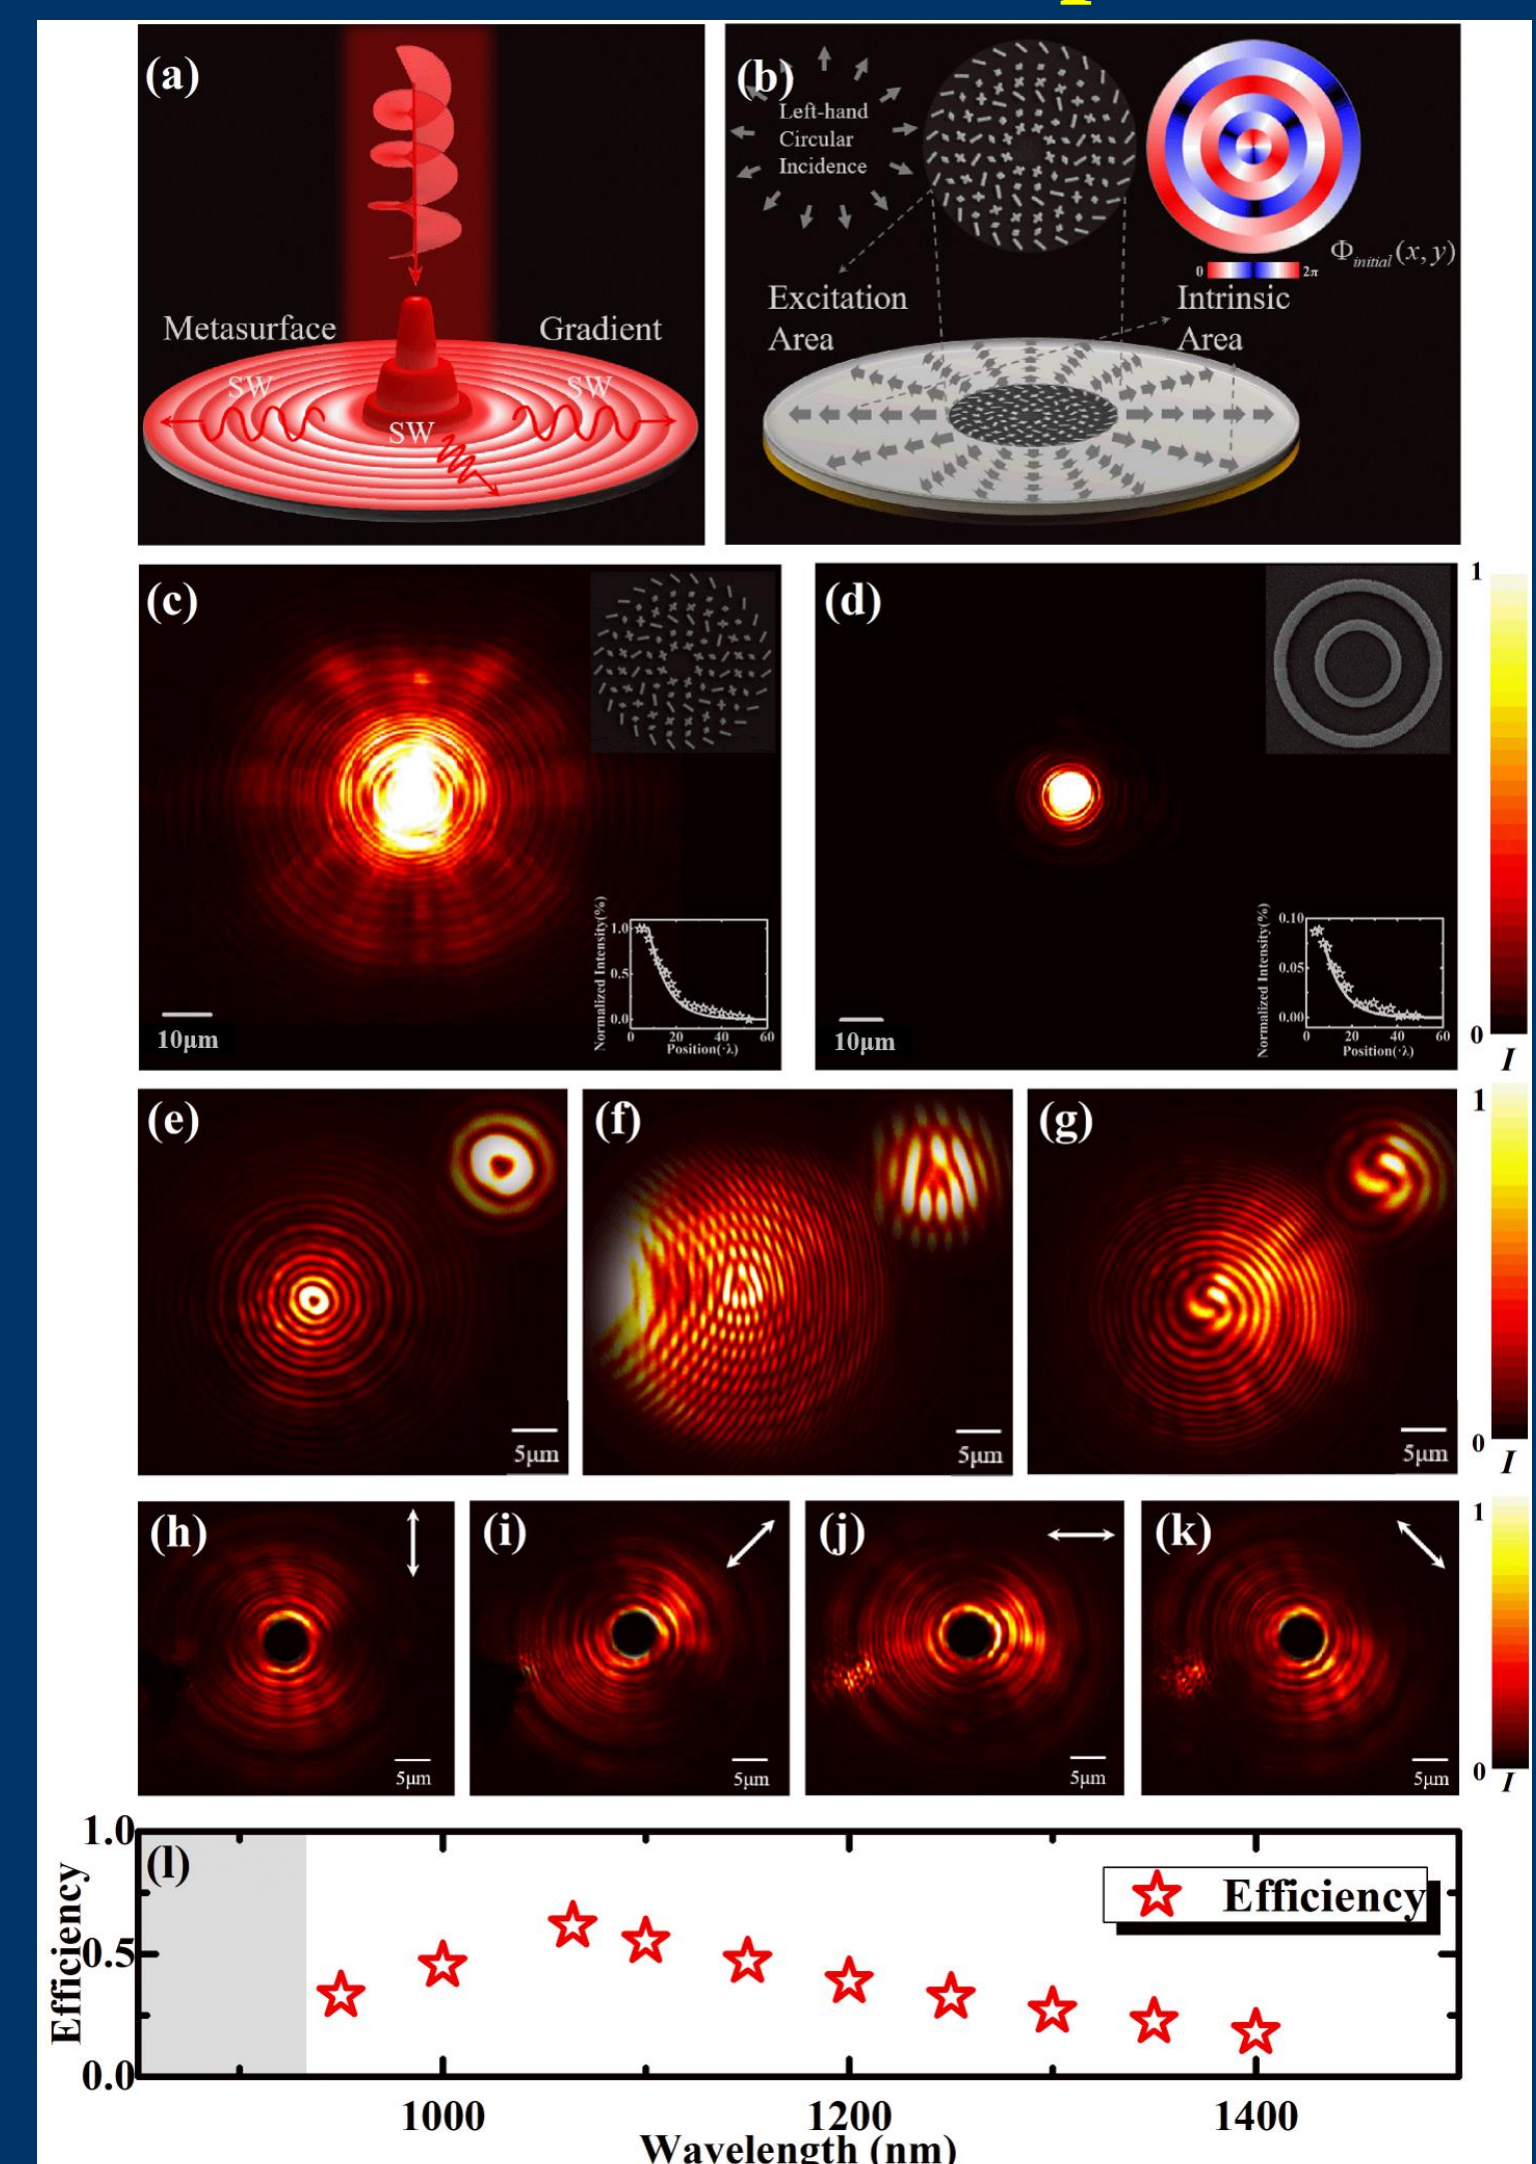 (a)
Metasurface Gradient
SW SW
SW
(b)
Left-hand
Circular
Incidence
Φinitial(x, y)
0 2π
Excitation
Area
Intrinsic
Area
(c)
10μm
Normalized Intensity(%)
1.0
0.5
0.0
0 20 40 60
Position(·λ)
(d)
10μm
Normalized Intensity(%)
0.10
0.05
0.00
0 20 40 60
Position(·λ)
1
0
I
(e)
5μm
(f)
5μm
(g)
5μm
1
0
I
(h)
5μm
(i)
5μm
(j)
5μm
(k)
5μm
1
0
I
(l)
Efficiency
1.0
0.5
0.0
Efficiency
1000 1200 1400
Wavelength (nm)